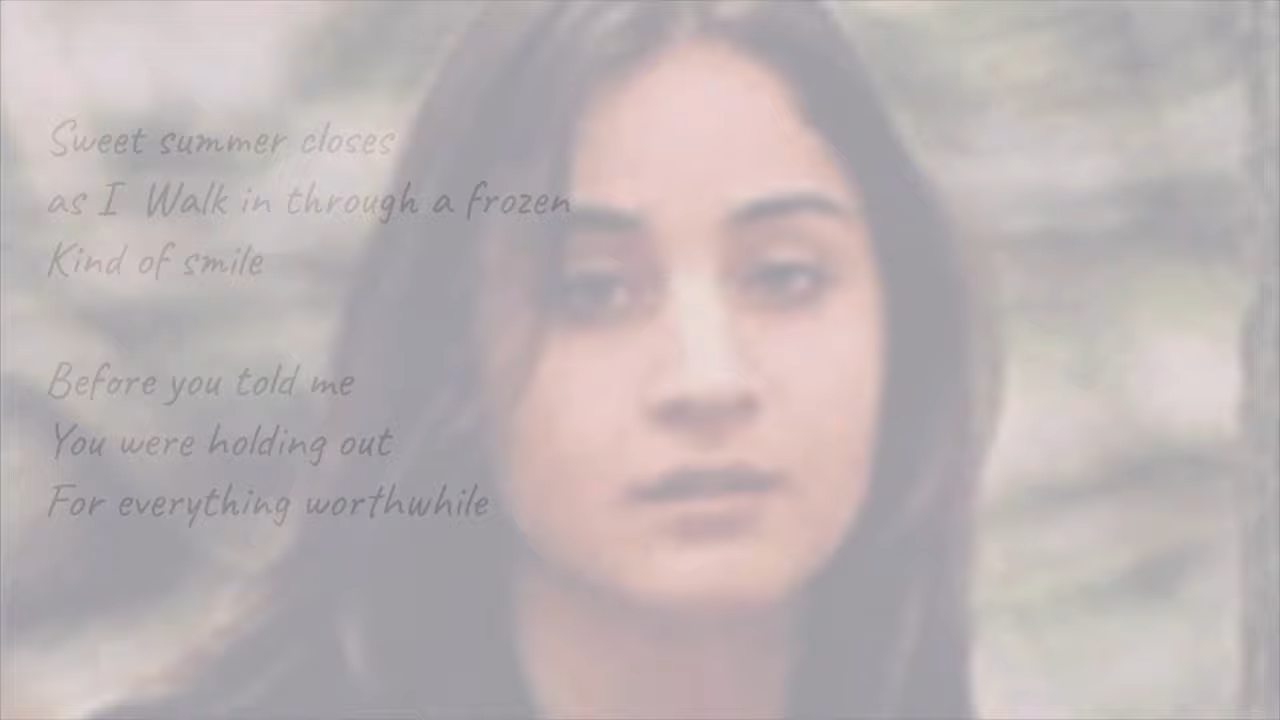 Sweet summer closes
as I Walk in through a frozen
Kind of smile
Before you told me
You were holding out
For everything worthwhile